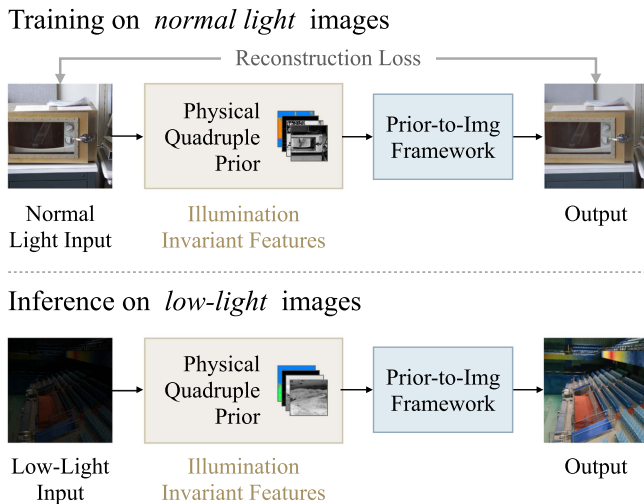 Training on normal light images
Reconstruction Loss
Physical
Quadruple
Prior
Prior-to-Img
Framework
Normal
Light Input
Illumination
Invariant Features
Output
Inference on low-light images
Physical
Quadruple
Prior
Prior-to-Img
Framework
Low-Light
Input
Illumination
Invariant Features
Output